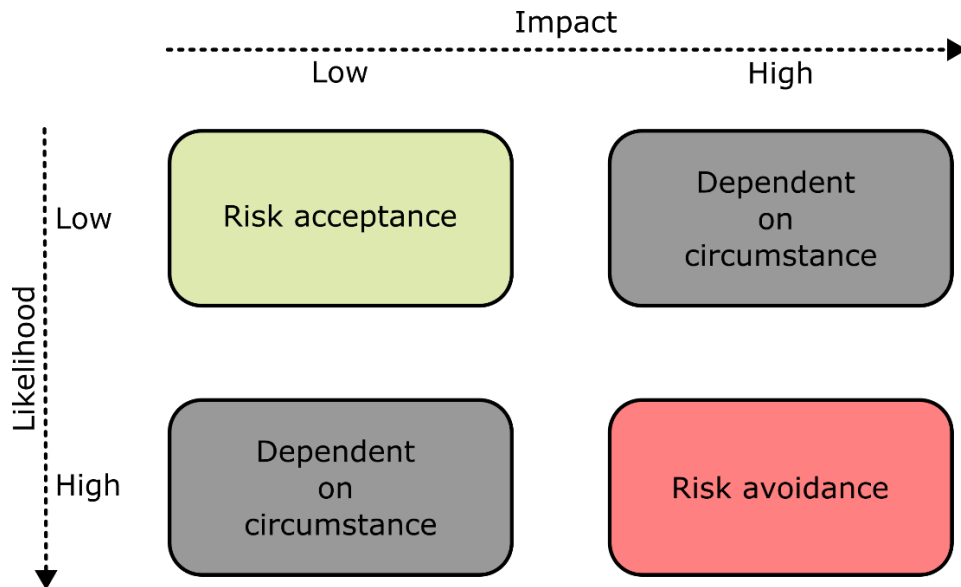 Impact
Low
High
Likelihood
Low
Risk acceptance
Dependent
on
circumstance
High
Dependent
on
circumstance
Risk avoidance